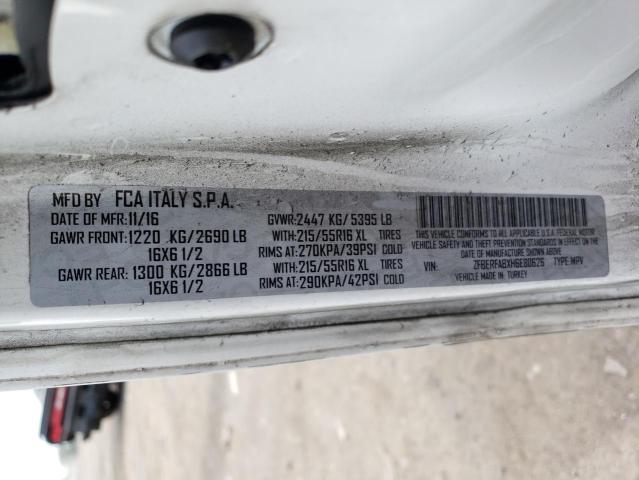 MFD BY FCA ITALY S.P.A.
DATE OF MFR:11/16
GVWR:2447 KG/ 5395 LB
GAWR FRONT:1220 KG/2690 LB
WITH:215/55R16 XL TIRES
16X6 1/2
RIMS AT:270KPA/39PSI COLD
GAWR REAR:1300 KG/2866 LB
WITH:215/55R16 XL TIRES
16X6 1/2
RIMS AT:290KPA/42PSI COLD
THIS VEHICLE CONFORMS TO ALL APPLICABLE U.S.A. FEDERAL MOTOR
VEHICLE SAFETY AND BUMPER STANDARDS IN EFFECT ON THE DATE OF
MANUFACTURE SHOWN ABOVE.
VIN: TYPE:MPV
VEHICLE MADE IN: TURKEY